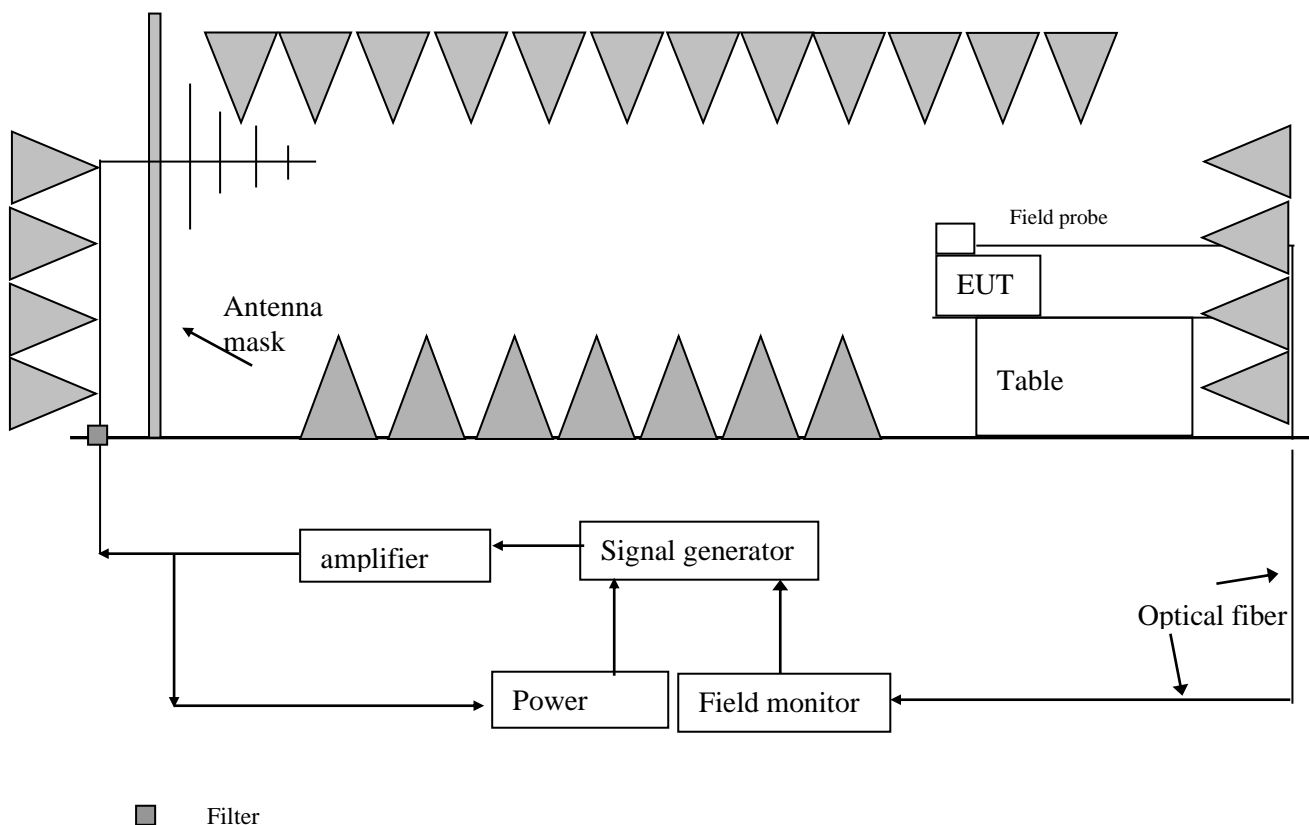 Field probe
EUT
Antenna
mask
Table
Signal generator
amplifier
Optical fiber
Power
Field monitor
Filter